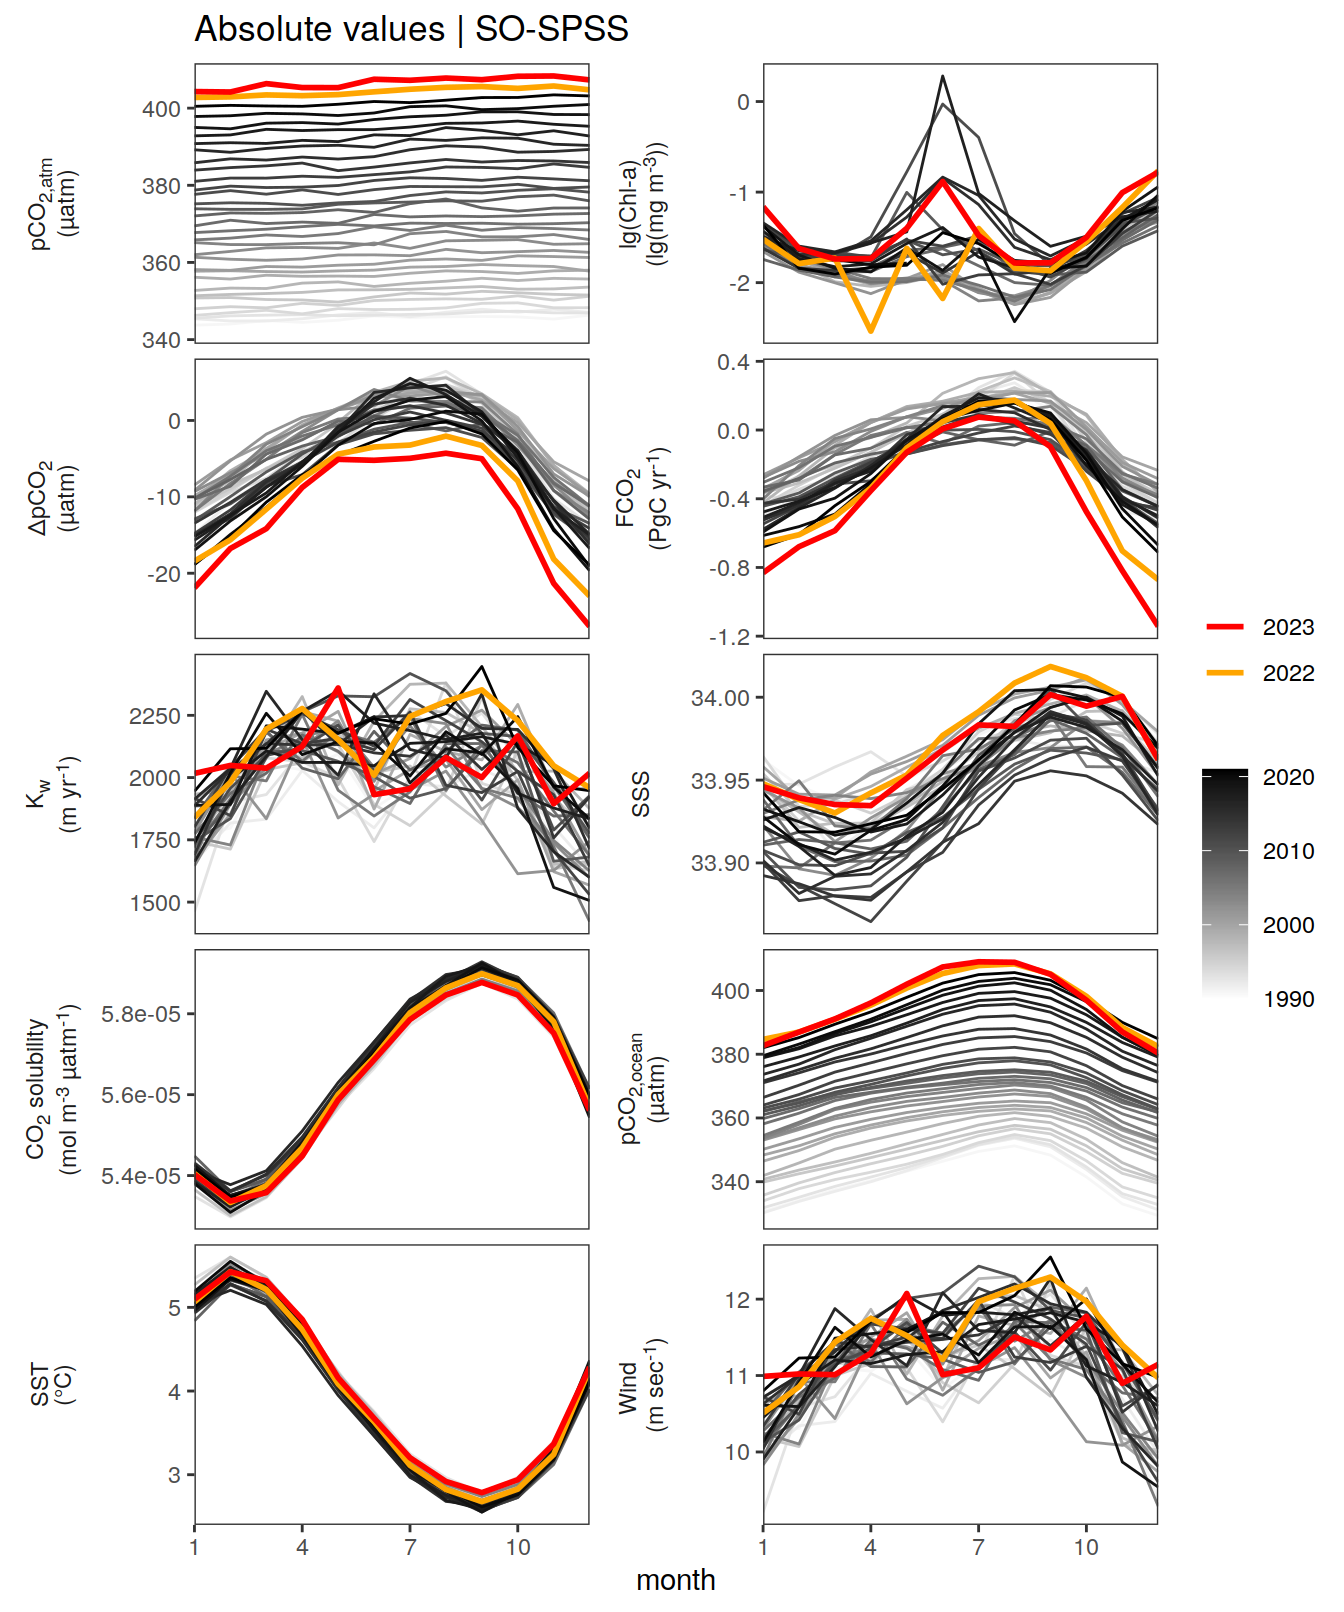 Absolute values | SO-SPSS
pCO2,atm
(µatm)
400
380
360
340
lg(Chl-a)
(lg(mg m-3))
0
-1
-2
ΔpCO2
(µatm)
0
-10
-20
FCO2
(PgC yr-1)
0.4
0.0
-0.4
-0.8
-1.2
Kw
(m yr-1)
2250
2000
1750
1500
SSS
34.00
33.95
33.90
CO2 solubility
(mol m-3 µatm-1)
5.8e-05
5.6e-05
5.4e-05
pCO2,ocean
(µatm)
400
380
360
340
SST
(°C)
5
4
3
Wind
(m sec-1)
12
11
10
1 4 7 10
1 4 7 10
month
2023
2022
2020
2010
2000
1990